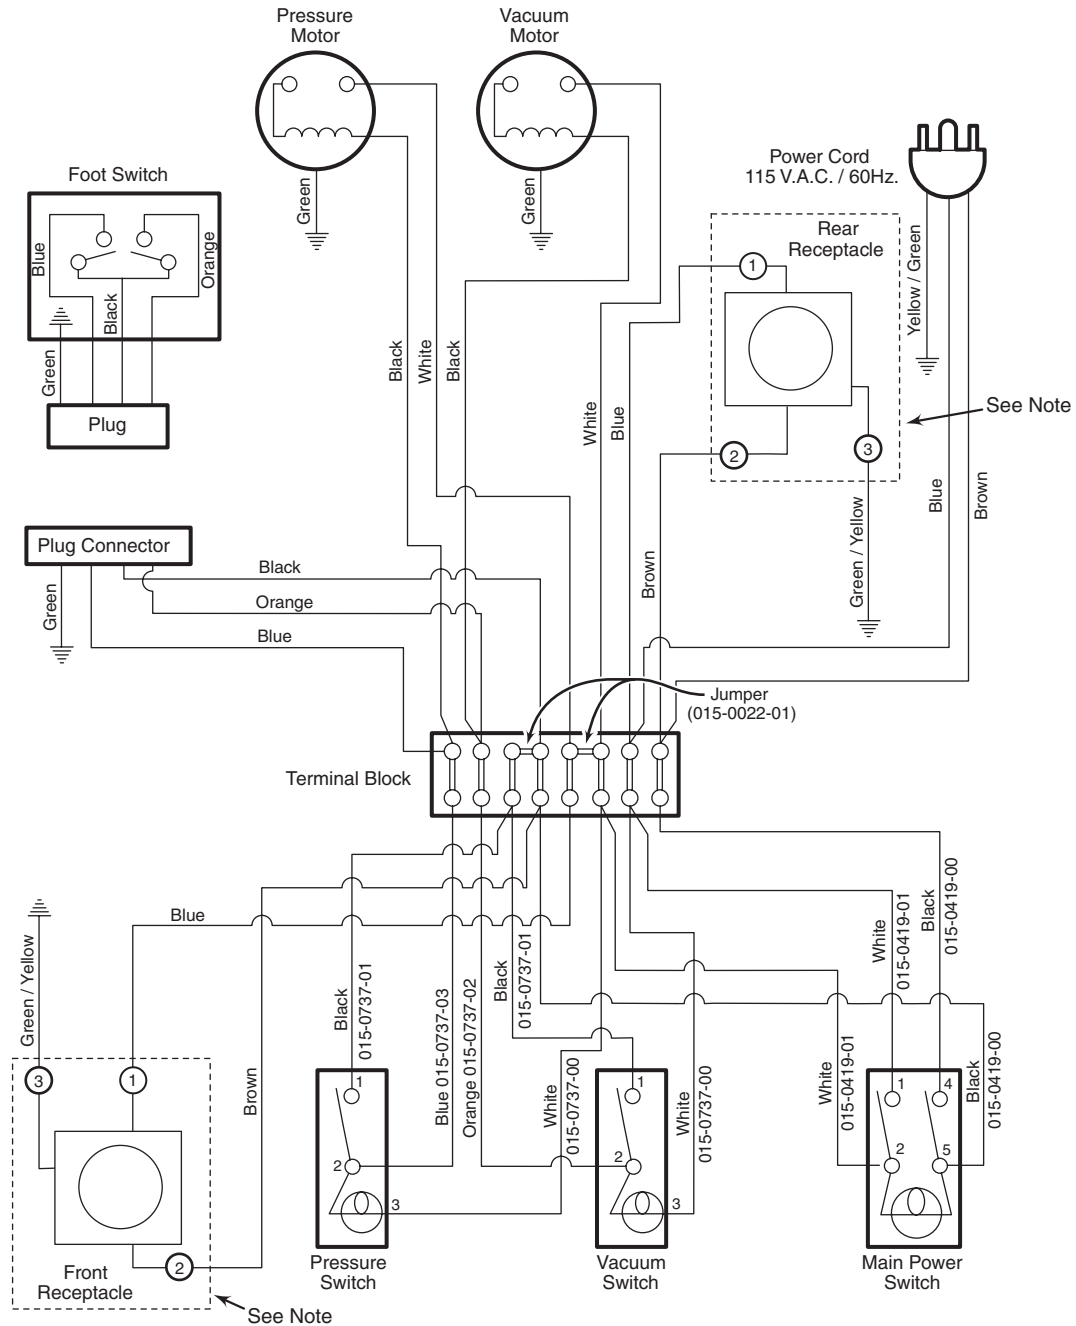 Pressure
Motor
Vacuum
Motor
Power Cord
115 V.A.C. / 60Hz.
Foot Switch
Blue
Orange
Black
Green
Plug
Green
Green
Rear
Receptacle
1
2
3
Yellow / Green
See Note
Black
White
Black
White
Blue
Blue
Brown
Brown
Green / Yellow
Plug Connector
Green
Black
Orange
Blue
Jumper
(015-0022-01)
Terminal Block
Blue
Green / Yellow
Black
015-0737-01
Blue 015-0737-03
Orange 015-0737-02
Black
015-0737-01
White
015-0419-01
Black
015-0419-00
3
1
Brown
White
015-0737-00
White
015-0737-00
White
015-0419-01
Black
015-0419-00
1
2
3
1
2
3
1
4
2
5
2
Front
Receptacle
See Note
Pressure
Switch
Vacuum
Switch
Main Power
Switch